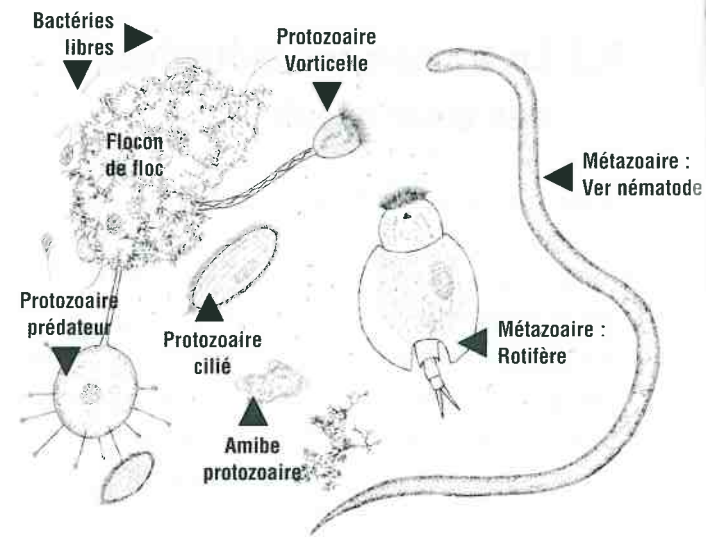 Bactéries
libres
Protozoaire
Vorticelle
Flocon
de floc
Métazoaire :
Ver nématode
Protozoaire
prédateur
Protozoaire
cilié
Métazoaire :
Rotifère
Amibe
protozoaire